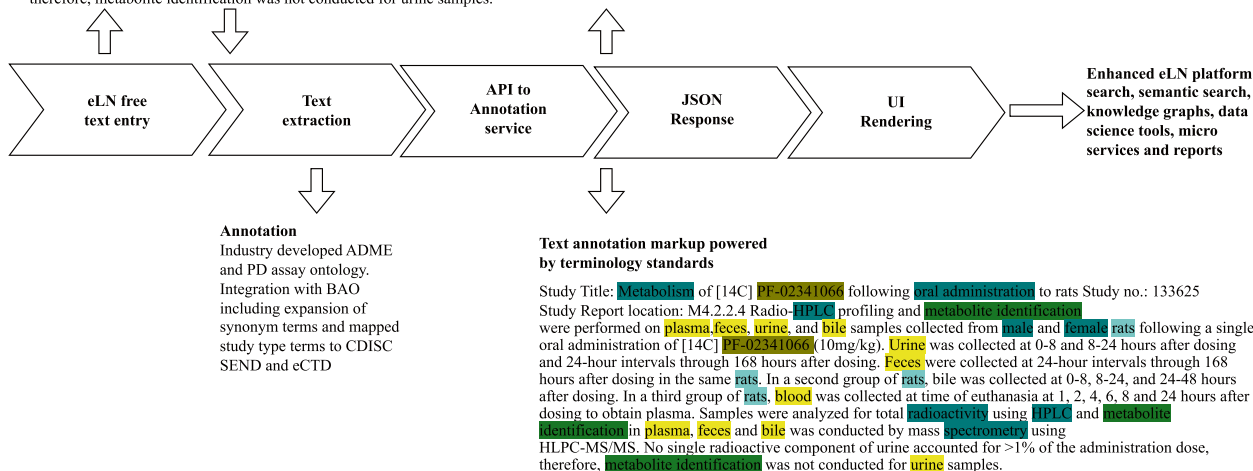 therefore, metabolite identification was not conducted for urine samples.
eLN free
text entry
Text
extraction
API to
Annotation
service
JSON
Response
UI
Rendering
Enhanced eLN platform
search, semantic search,
knowledge graphs, data
science tools, micro
services and reports
Annotation
Industry developed ADME
and PD assay ontology.
Integration with BAO
including expansion of
synonym terms and mapped
study type terms to CDISC
SEND and eCTD
Text annotation markup powered
by terminology standards
Study Title: Metabolism of [14C] PF-02341066 following oral administration to rats Study no.: 133625
Study Report location: M4.2.2.4 Radio-HPLC profiling and metabolite identification
were performed on plasma,feces, urine, and bile samples collected from male and female rats following a single
oral administration of [14C] PF-02341066 (10mg/kg). Urine was collected at 0-8 and 8-24 hours after dosing
and 24-hour intervals through 168 hours after dosing. Feces were collected at 24-hour intervals through 168
hours after dosing in the same rats. In a second group of rats, bile was collected at 0-8, 8-24, and 24-48 hours
after dosing. In a third group of rats, blood was collected at time of euthanasia at 1, 2, 4, 6, 8 and 24 hours after
dosing to obtain plasma. Samples were analyzed for total radioactivity using HPLC and metabolite
identification in plasma, feces and bile was conducted by mass spectrometry using
HLPC-MS/MS. No single radioactive component of urine accounted for >1% of the administration dose,
therefore, metabolite identification was not conducted for urine samples.